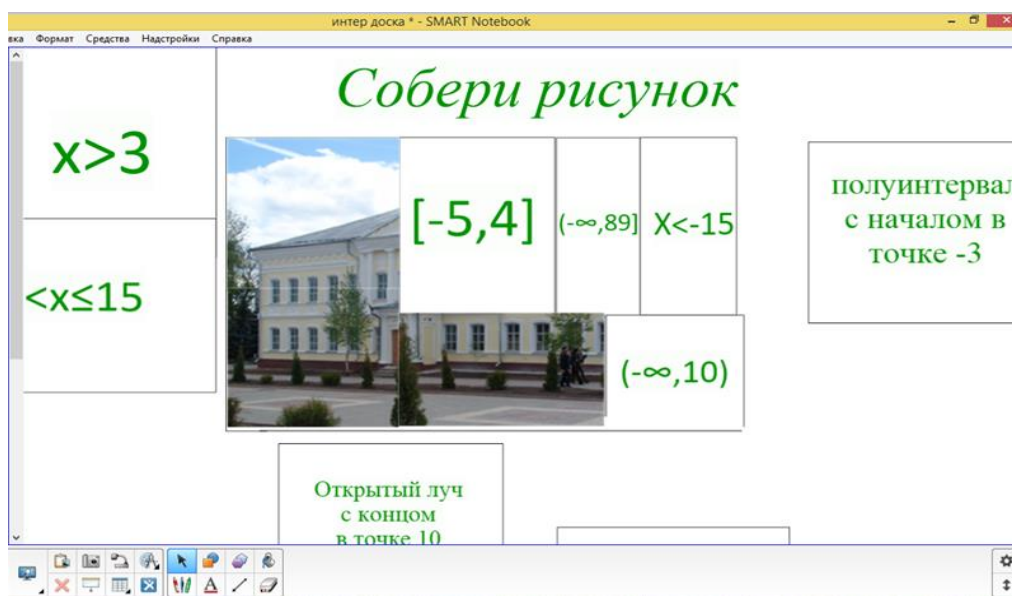 интер доска * - SMART Notebook
вка Формат Средства Надстройки Справка
Собери рисунок
x>3
<x≤15
[-5,4]
(-∞,89]
X<-15
(-∞,10)
полуинтервал
с началом в
точке -3
Открытый луч
с концом
в точке 10